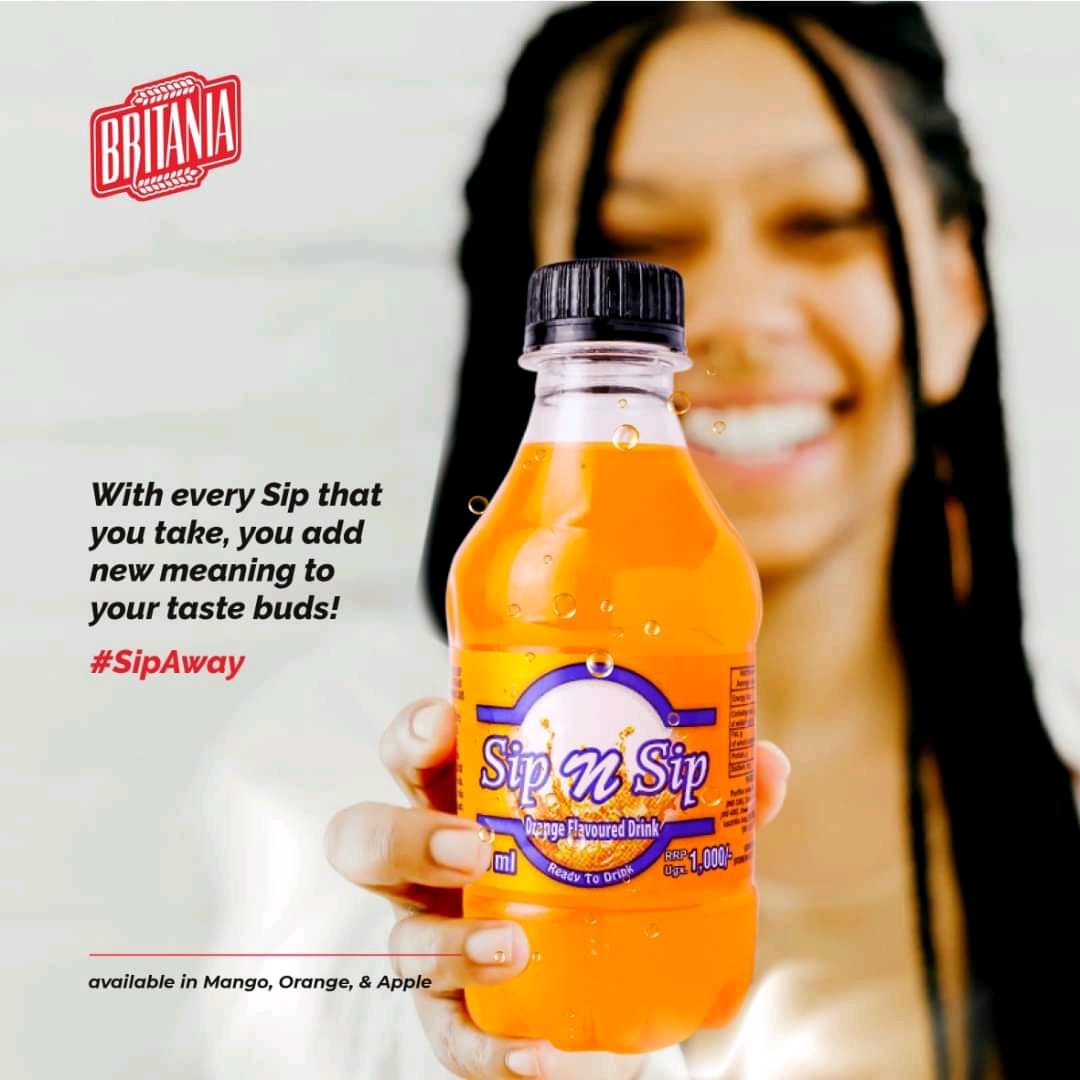 BRITANIA
With every Sip that
you take, you add
new meaning to
your taste buds!
#SipAway
Sip n Sip
Orange Flavoured Drink
Ready To Drink
ml
RRP
Ugx. 1,000/-
available in Mango, Orange, & Apple